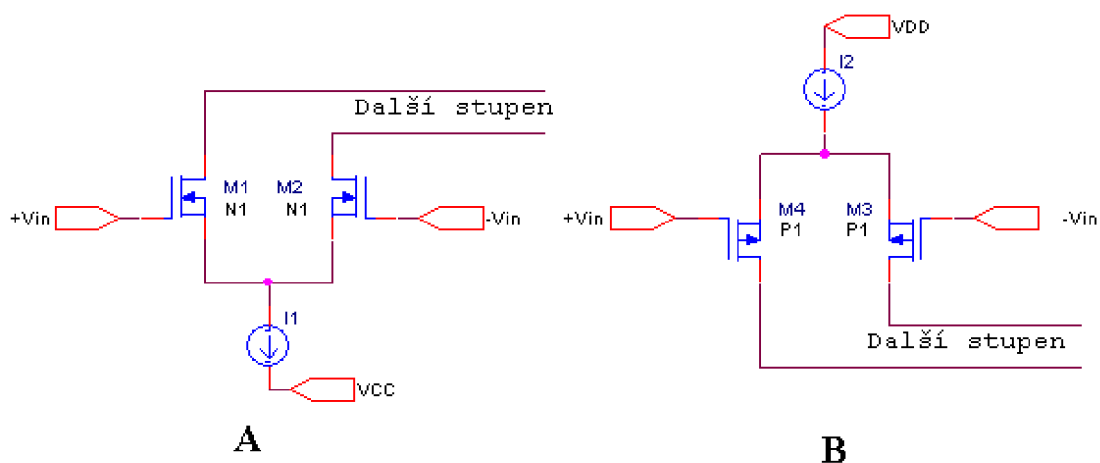 Další stupen
M1 M2
N1 N1
+Vin
-Vin
I1
VCC
A
VDD
I2
+Vin
M4 M3
P1 P1
-Vin
Další stupen
B